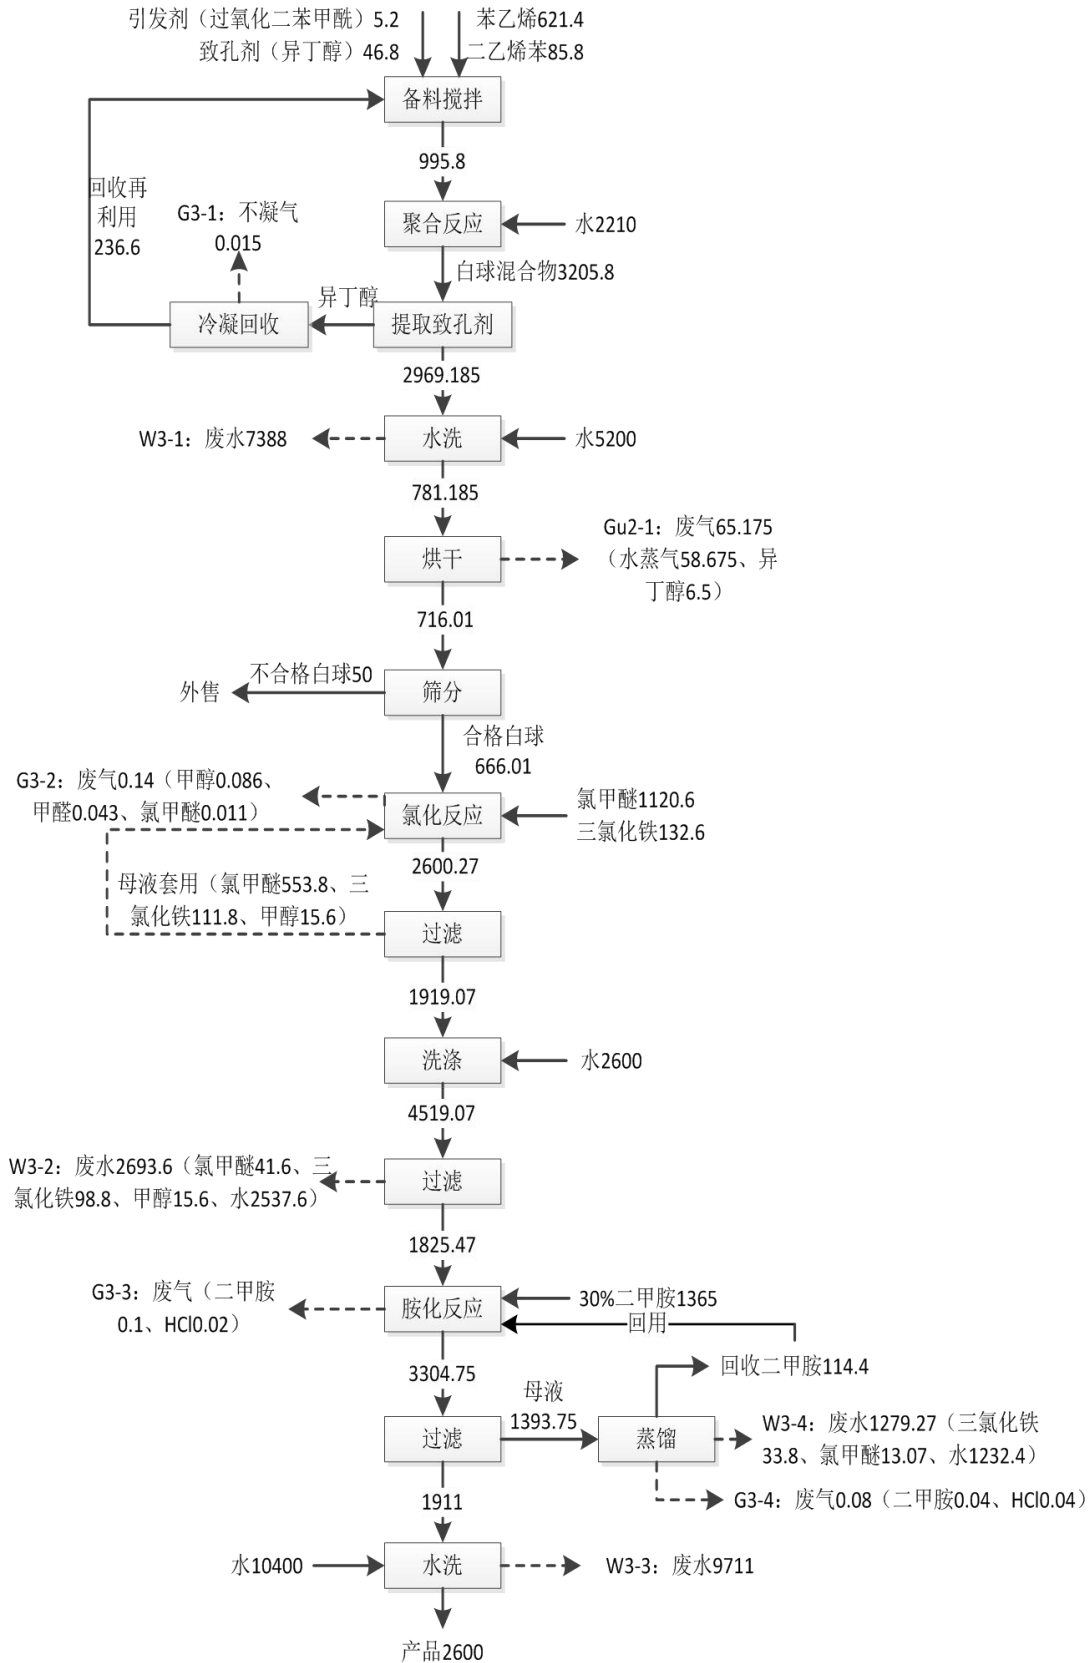 引发剂（过氧化二苯甲酰）5.2
致孔剂（异丁醇）46.8
苯乙烯621.4
二乙烯苯85.8
备料搅拌
995.8
回收再
利用
236.6
G3-1：不凝气
0.015
聚合反应
水2210
白球混合物3205.8
冷凝回收
异丁醇
提取致孔剂
2969.185
W3-1：废水7388
水洗
水5200
781.185
烘干
Gu2-1：废气65.175
（水蒸气58.675、异
丁醇6.5）
716.01
外售
不合格白球50
筛分
合格白球
666.01
G3-2：废气0.14（甲醇0.086、
甲醛0.043、氯甲醚0.011）
氯化反应
氯甲醚1120.6
三氯化铁132.6
2600.27
母液套用（氯甲醚553.8、三
氯化铁111.8、甲醇15.6）
过滤
1919.07
洗涤
水2600
4519.07
W3-2：废水2693.6（氯甲醚41.6、三
氯化铁98.8、甲醇15.6、水2537.6）
过滤
1825.47
G3-3：废气（二甲胺
0.1、HCl0.02）
胺化反应
30%二甲胺1365
回用
3304.75
回收二甲胺114.4
过滤
母液
1393.75
蒸馏
W3-4：废水1279.27（三氯化铁
33.8、氯甲醚13.07、水1232.4）
G3-4：废气0.08（二甲胺0.04、HCl0.04）
1911
水10400
水洗
W3-3：废水9711
产品2600